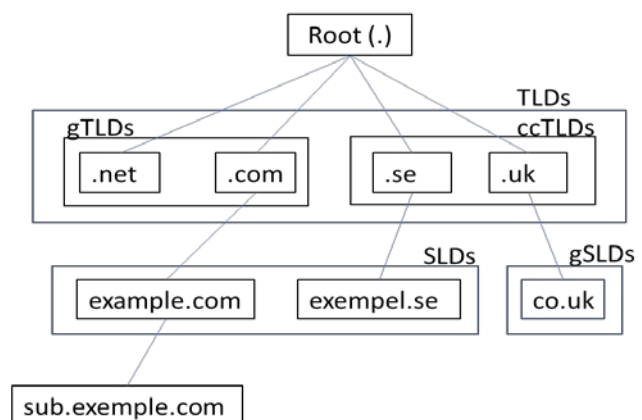 Root (.)
TLDs
gTLDs
ccTLDs
.net
.com
.se
.uk
SLDs
gSLDs
example.com
exempel.se
co.uk
sub.exemple.com